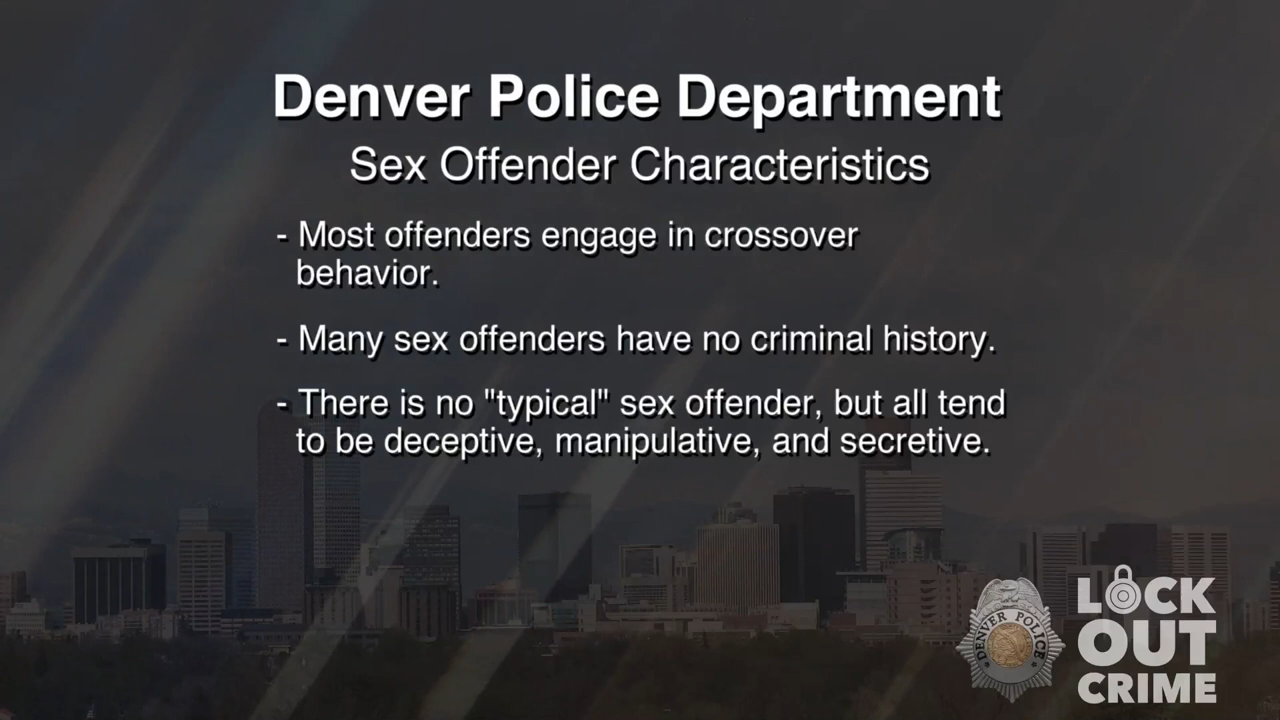 Denver Police Department
Sex Offender Characteristics
- Most offenders engage in crossover
behavior.
- Many sex offenders have no criminal history.
- There is no "typical" sex offender, but all tend
to be deceptive, manipulative, and secretive.
DENVER POLICE
LOCK
OUT
CRIME